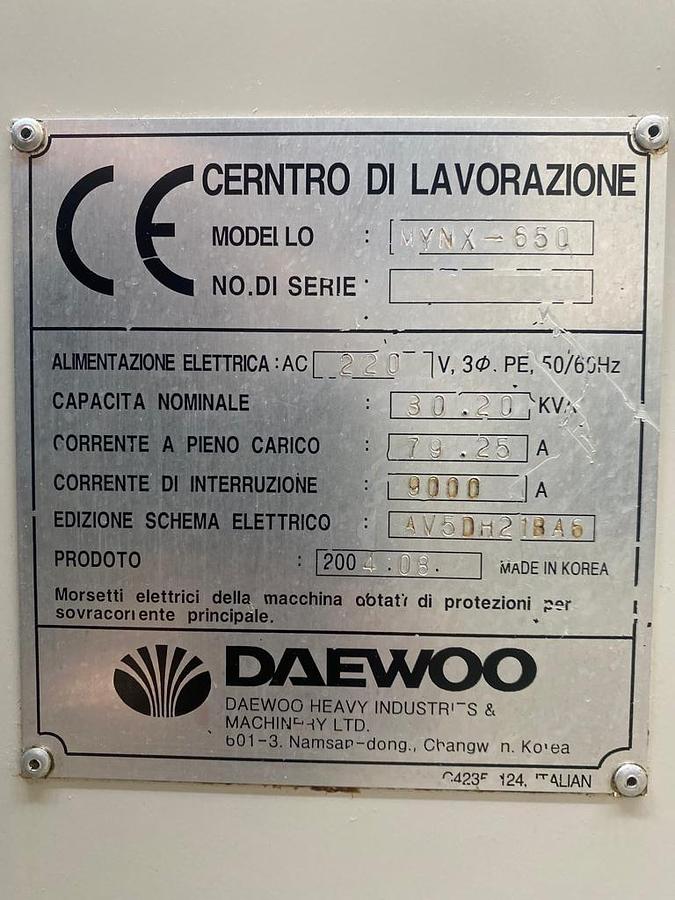 CE
CERNTRO DI LAVORAZIONE
MODELLO : MYNX-650
NO.DI SERIE :
ALIMENTAZIONE ELETTRICA : AC 220 V, 3Φ. PE, 50/60Hz
CAPACITA NOMINALE : 30.20 KVA
CORRENTE A PIENO CARICO : 79.25 A
CORRENTE DI INTERRUZIONE : 9000 A
EDIZIONE SCHEMA ELETTRICO : AV5DH21BA6
PRODOTO : 2004.08. MADE IN KOREA
Morsetti elettrici della macchina dotati di protezioni per
sovracorrente principale.
DAEWOO
DAEWOO HEAVY INDUSTRIES &
MACHINERY LTD.
601-3. Namsan-dong., Changwon. Korea
124, ITALIAN